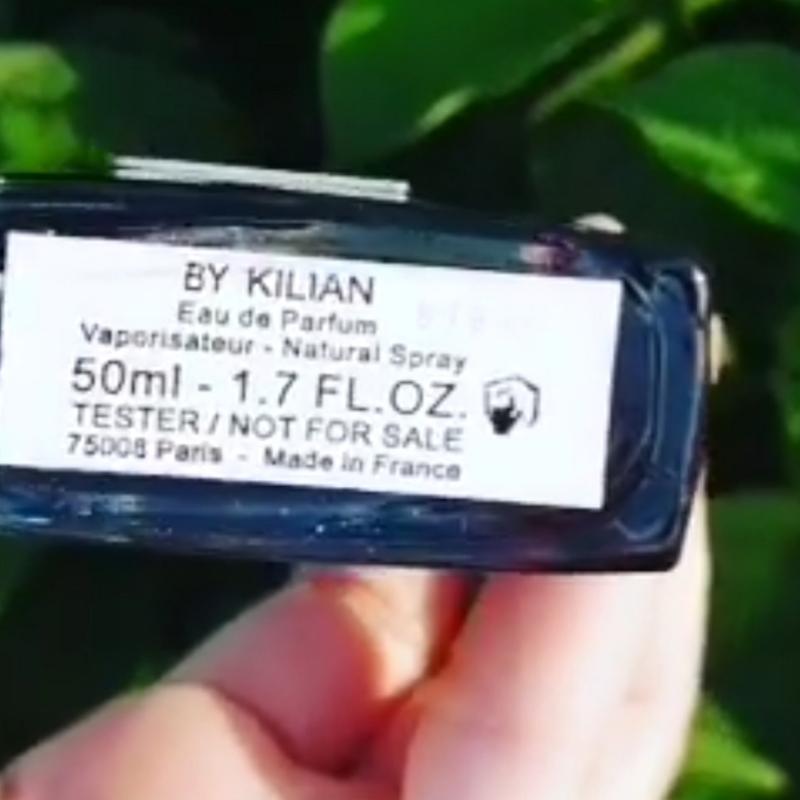 BY KILIAN
Eau de Parfum
Vaporisateur - Natural Spray
50ml - 1.7 FL.OZ.
TESTER / NOT FOR SALE
75008 Paris - Made in France